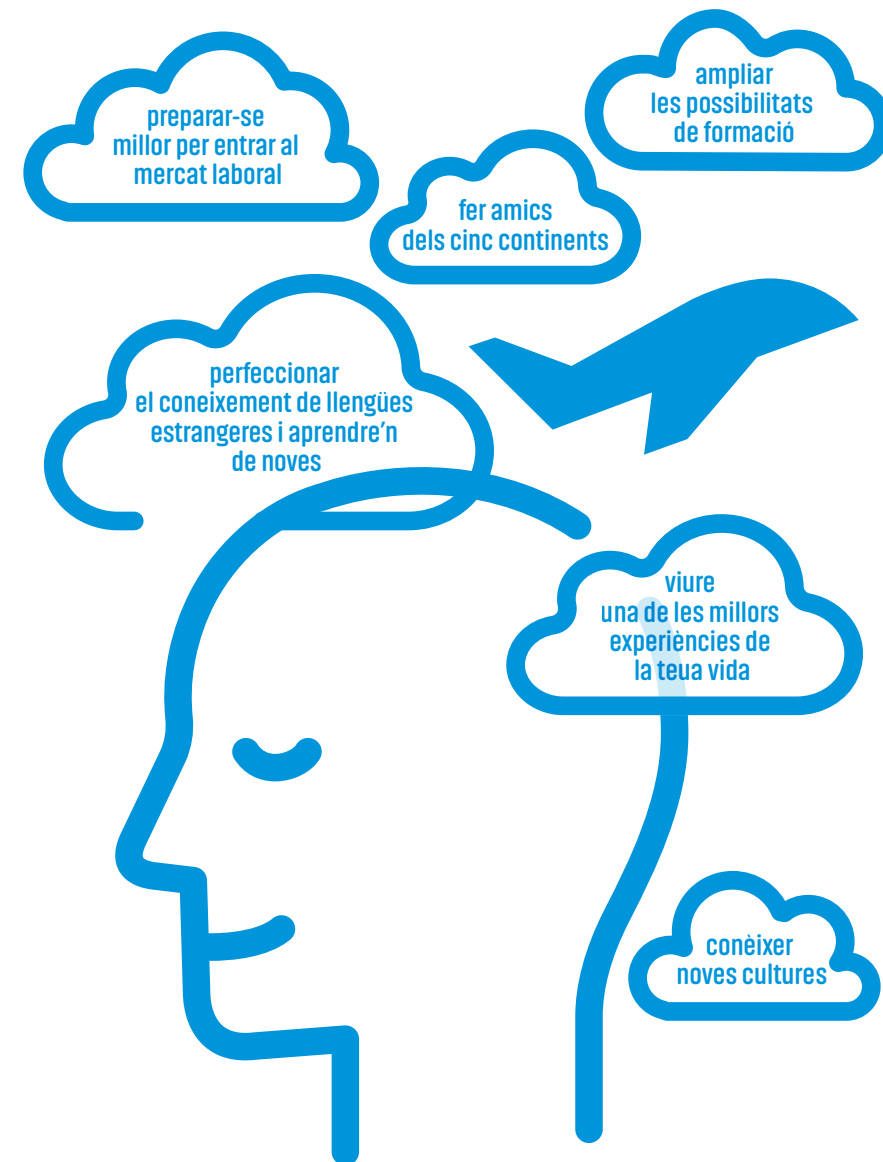 preparar-se
millor per entrar al
mercat laboral
ampliar
les possibilitats
de formació
fer amics
dels cinc continents
perfeccionar
el coneixement de llengües
estrangeres i aprendre’n
de noves
viure
una de les millors
experiències de
la teua vida
conèixer
noves cultures